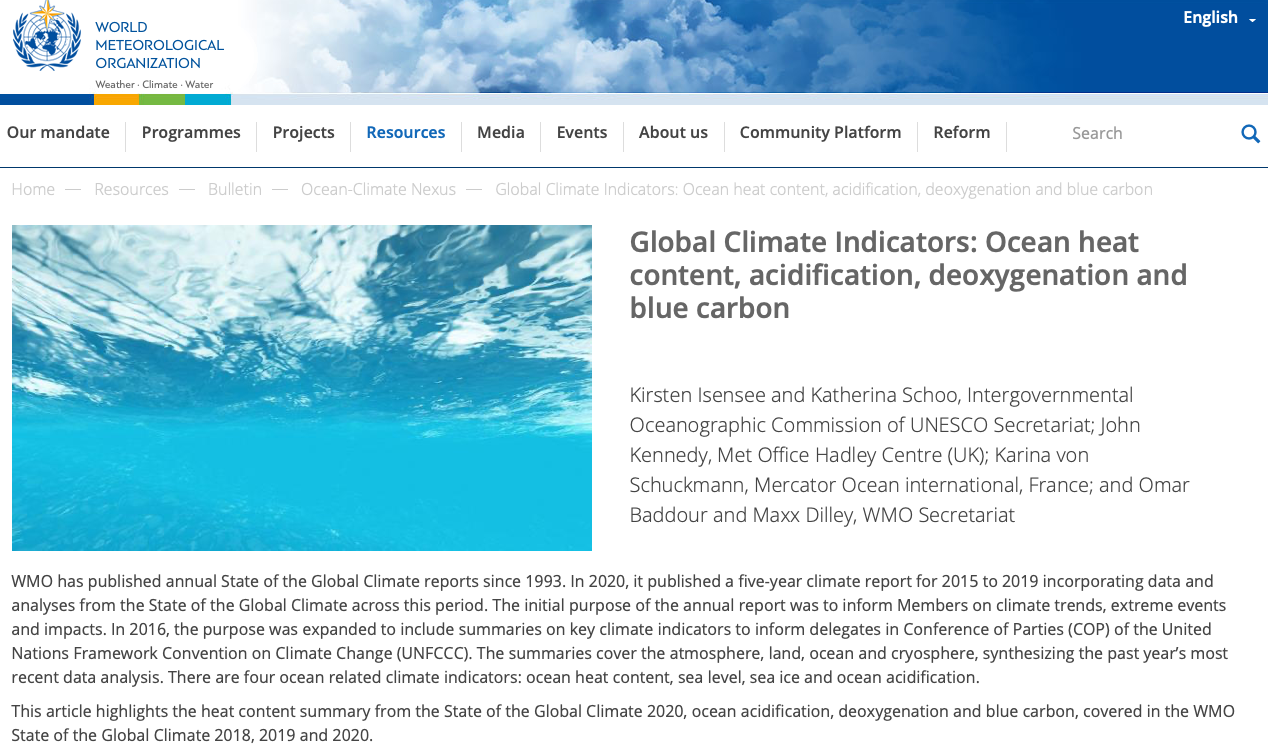 WORLD
METEOROLOGICAL
ORGANIZATION
Weather · Climate · Water
English
Our mandate
Programmes
Projects
Resources
Media
Events
About us
Community Platform
Reform
Search
Home — Resources — Bulletin — Ocean-Climate Nexus — Global Climate Indicators: Ocean heat content, acidification, deoxygenation and blue carbon
Global Climate Indicators: Ocean heat
content, acidification, deoxygenation and
blue carbon
Kirsten Isensee and Katherina Schoo, Intergovernmental
Oceanographic Commission of UNESCO Secretariat; John
Kennedy, Met Office Hadley Centre (UK); Karina von
Schuckmann, Mercator Ocean international, France; and Omar
Baddour and Maxx Dilley, WMO Secretariat
WMO has published annual State of the Global Climate reports since 1993. In 2020, it published a five-year climate report for 2015 to 2019 incorporating data and
analyses from the State of the Global Climate across this period. The initial purpose of the annual report was to inform Members on climate trends, extreme events
and impacts. In 2016, the purpose was expanded to include summaries on key climate indicators to inform delegates in Conference of Parties (COP) of the United
Nations Framework Convention on Climate Change (UNFCCC). The summaries cover the atmosphere, land, ocean and cryosphere, synthesizing the past year’s most
recent data analysis. There are four ocean related climate indicators: ocean heat content, sea level, sea ice and ocean acidification.
This article highlights the heat content summary from the State of the Global Climate 2020, ocean acidification, deoxygenation and blue carbon, covered in the WMO
State of the Global Climate 2018, 2019 and 2020.